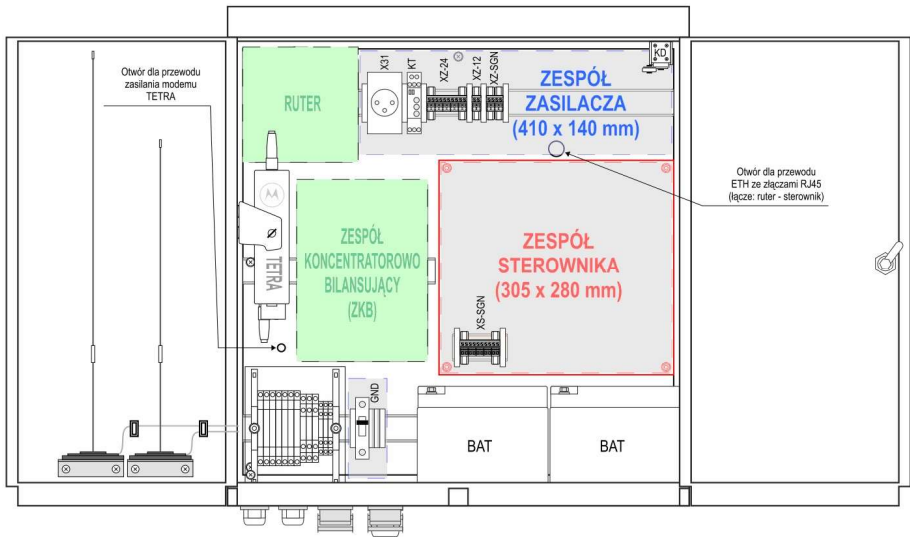 Otwór dla przewodu
zasilania modemu
TETRA
RUTER
X31
KT
XZ-24
XZ-12
XZ-SGN
KD
ZESPÓŁ
ZASILACZA
(410 x 140 mm)
Otwór dla przewodu
ETH ze złączami RJ45
(łącze: ruter - sterownik)
TETRA
ZESPÓŁ
KONCENTRATOROWO
BILANSUJĄCY
(ZKB)
ZESPÓŁ
STEROWNIKA
(305 x 280 mm)
XS-SGN
GND
BAT
BAT